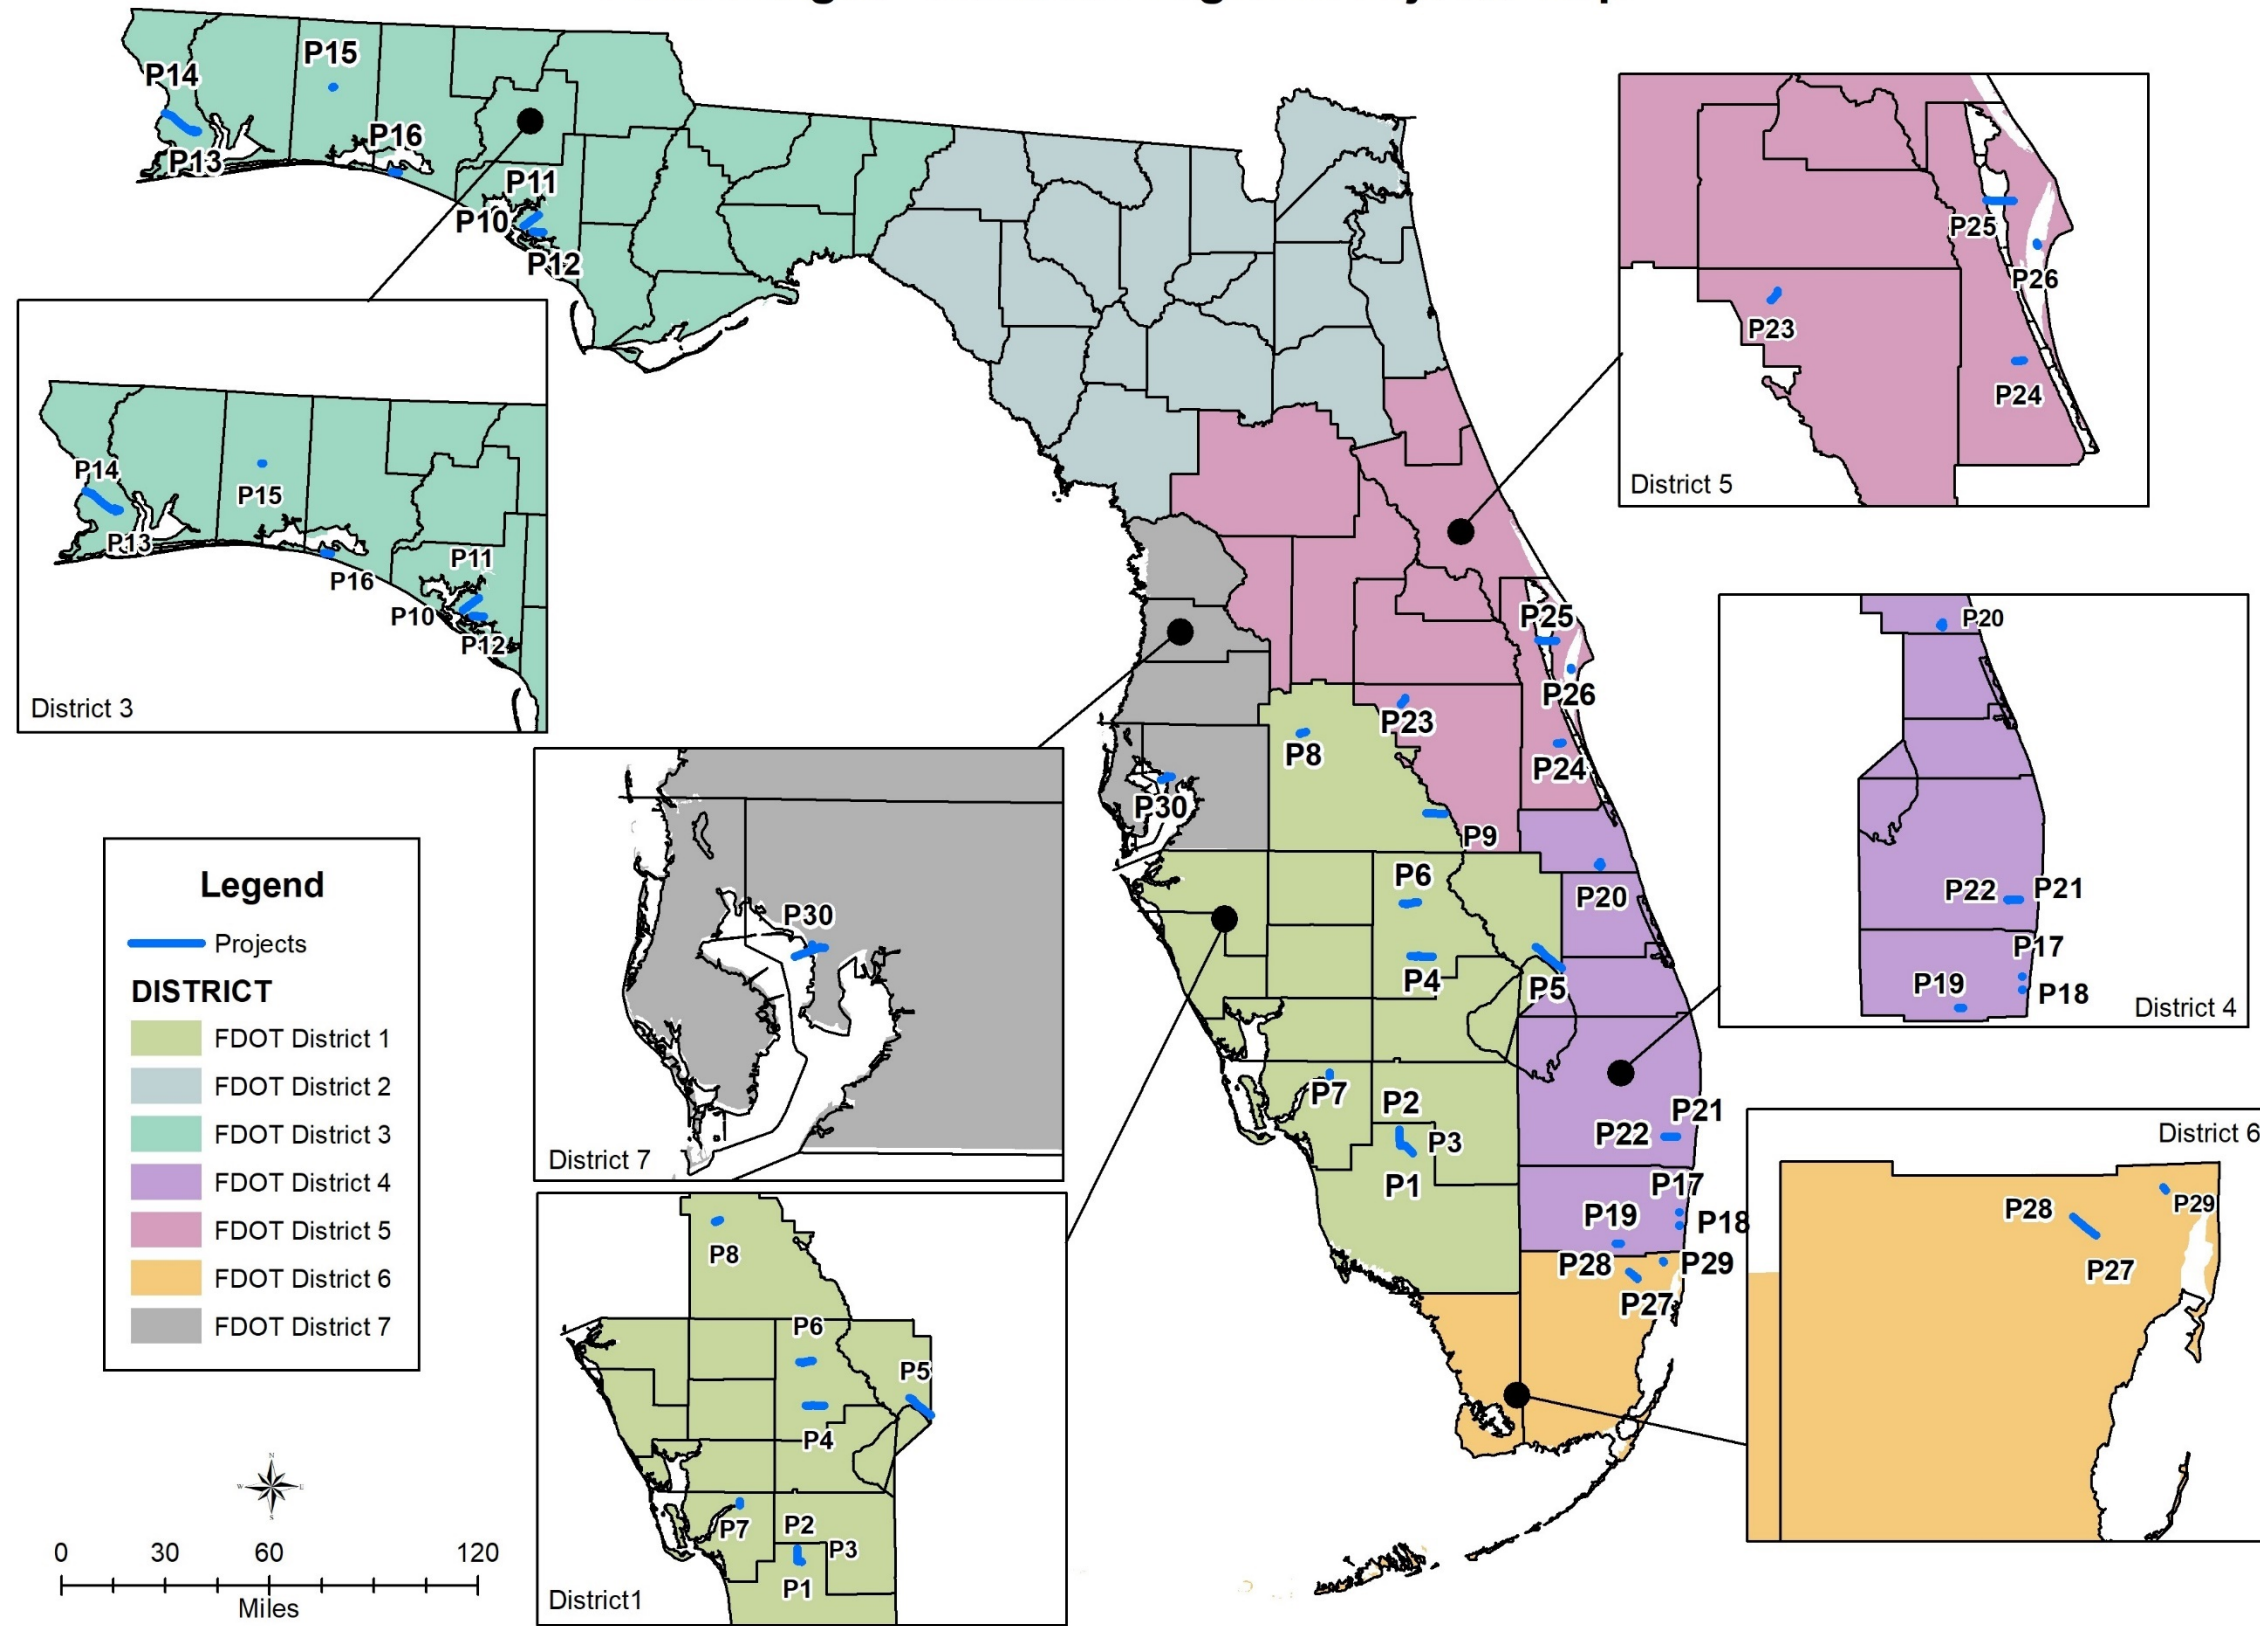 P15
P14
P16
P13
P11
P10
P12
P14
P15
P13
P11
P16
P10
P12
District 3
P25
P26
P23
P24
District 5
P25
P26
P23
P8
P24
P30
P9
P6
P20
P4
P5
P7
P2
P21
P22
P3
P1
P17
P19
P18
P28
P29
P27
P20
P22
P21
P17
P19
P18
District 4
P30
District 7
Legend
Projects
DISTRICT
FDOT District 1
FDOT District 2
FDOT District 3
FDOT District 4
FDOT District 5
FDOT District 6
FDOT District 7
District 6
P29
P28
P27
P8
P6
P5
P4
P7
P2
P3
P1
District1
N
W
E
S
0 30 60 120
Miles